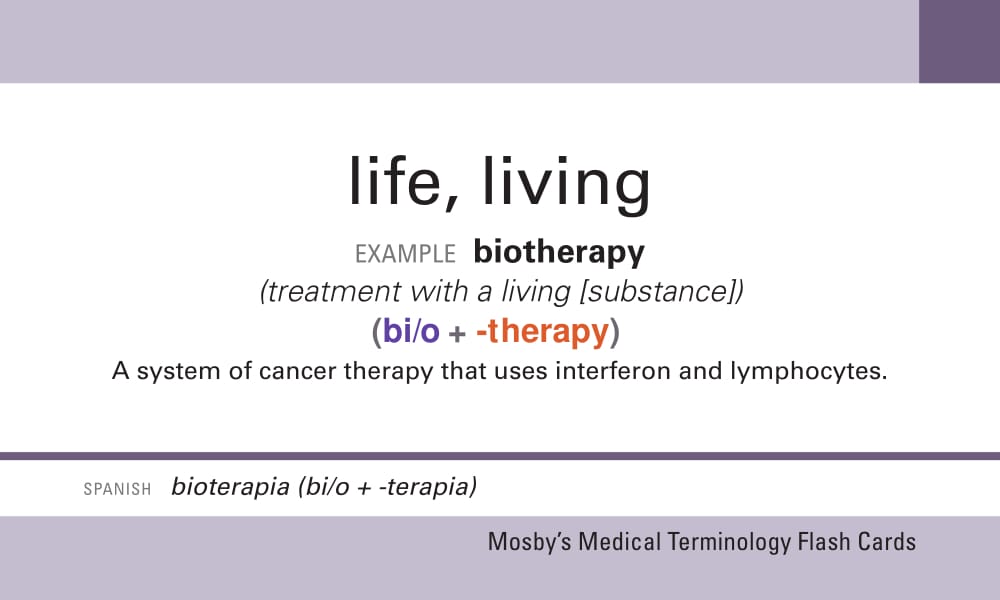 life, living
EXAMPLE biotherapy
(treatment with a living [substance])
(bi/o + -therapy)
A system of cancer therapy that uses interferon and lymphocytes.
SPANISH bioterapia (bi/o + -terapia)
Mosby’s Medical Terminology Flash Cards